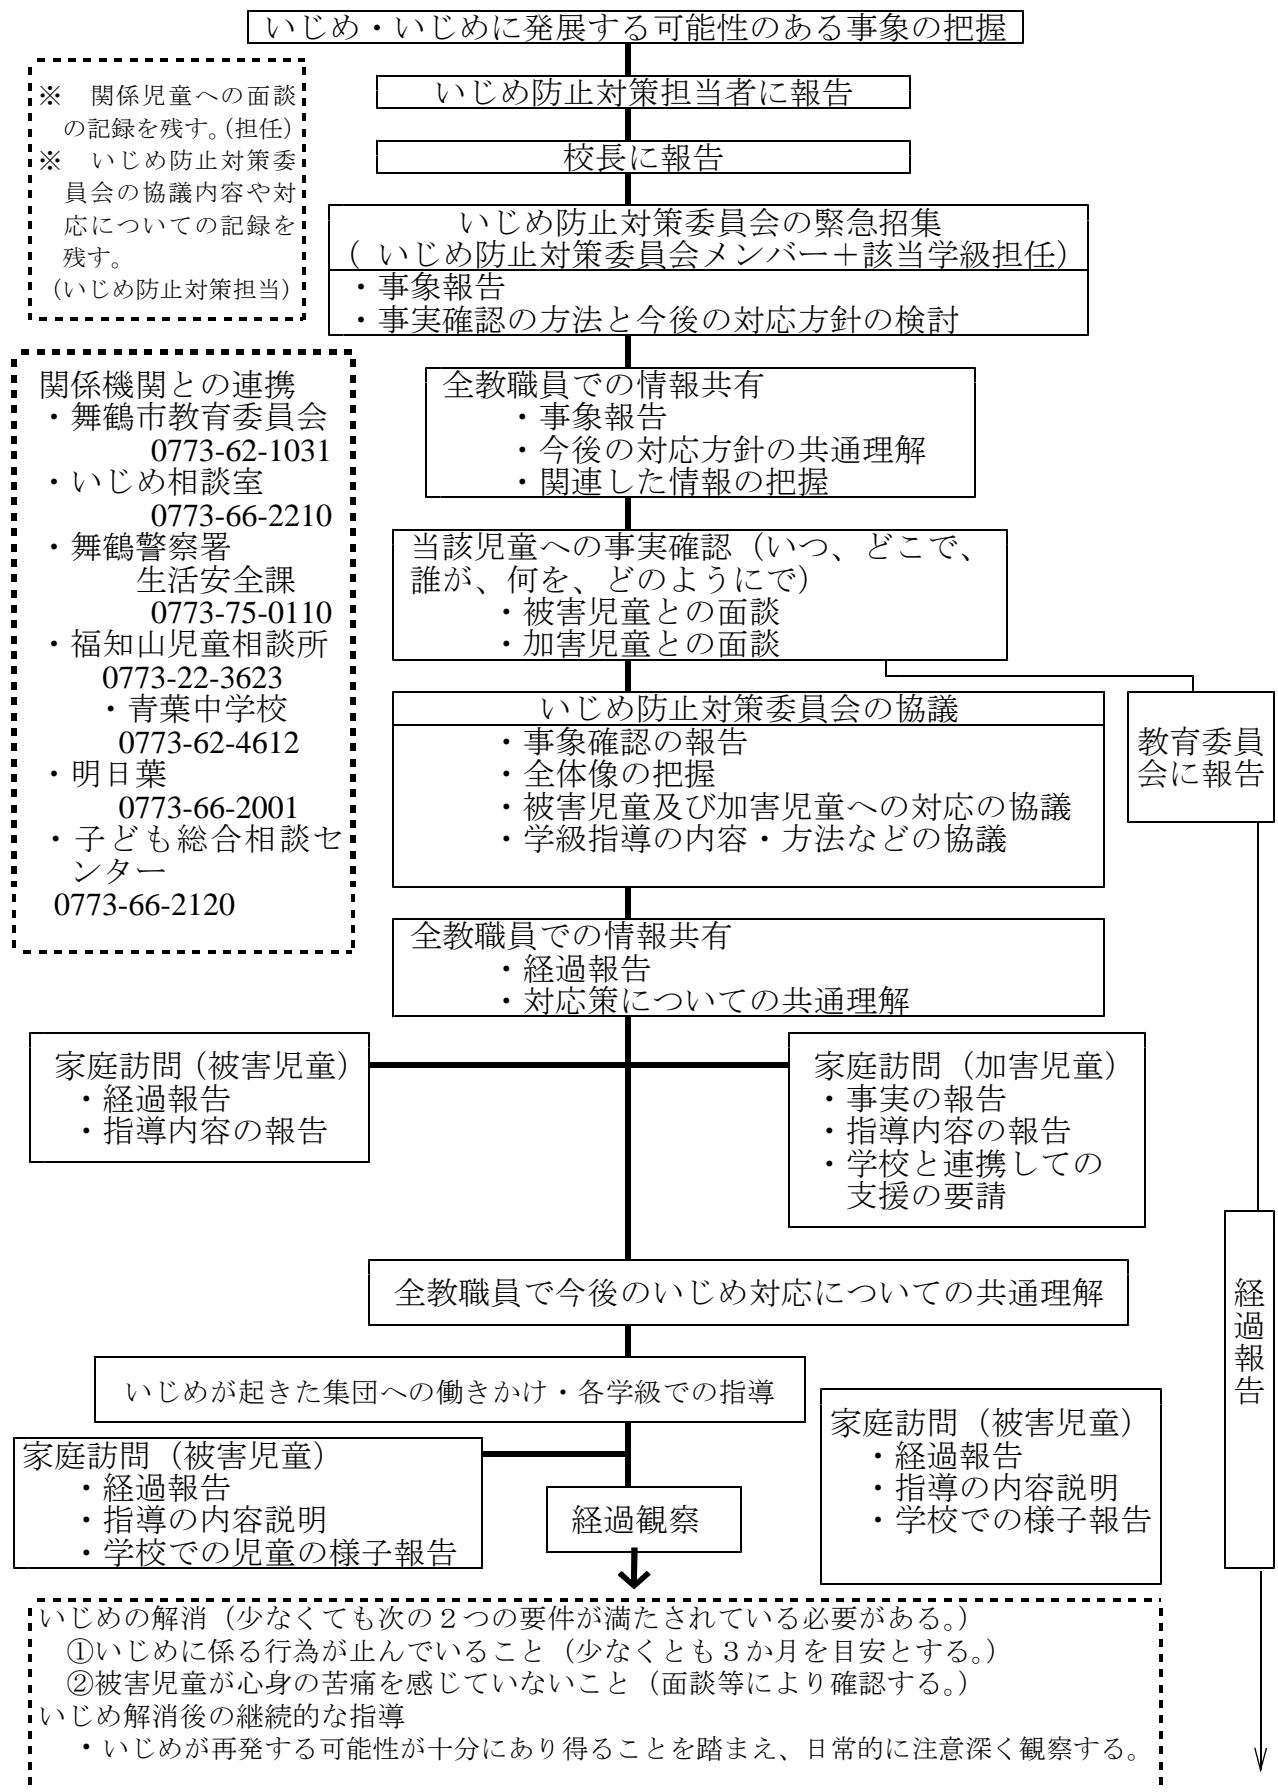 いじめ・いじめに発展する可能性のある事象の把握
いじめ防止対策担当者に報告
校長に報告
※　関係児童への面談
の記録を残す。(担任)
※　いじめ防止対策委
員会の協議内容や対
応についての記録を
残す。
(いじめ防止対策担当)
いじめ防止対策委員会の緊急招集
( いじめ防止対策委員会メンバー＋該当学級担任)
・事象報告
・事実確認の方法と今後の対応方針の検討
関係機関との連携
・舞鶴市教育委員会
0773-62-1031
・いじめ相談室
0773-66-2210
・舞鶴警察署
生活安全課
0773-75-0110
・福知山児童相談所
0773-22-3623
・青葉中学校
0773-62-4612
・明日葉
0773-66-2001
・子ども総合相談セ
ンター
0773-66-2120
全教職員での情報共有
・事象報告
・今後の対応方針の共通理解
・関連した情報の把握
当該児童への事実確認（いつ、どこで、
誰が、何を、どのようにで）
・被害児童との面談
・加害児童との面談
いじめ防止対策委員会の協議
・事象確認の報告
・全体像の把握
・被害児童及び加害児童への対応の協議
・学級指導の内容・方法などの協議
教育委員
会に報告
全教職員での情報共有
・経過報告
・対応策についての共通理解
家庭訪問（被害児童）
・経過報告
・指導内容の報告
家庭訪問（加害児童）
・事実の報告
・指導内容の報告
・学校と連携しての
支援の要請
全教職員で今後のいじめ対応についての共通理解
経過報告
いじめが起きた集団への働きかけ・各学級での指導
家庭訪問（被害児童）
・経過報告
・指導の内容説明
・学校での児童の様子報告
経過観察
家庭訪問（被害児童）
・経過報告
・指導の内容説明
・学校での様子報告
いじめの解消（少なくても次の２つの要件が満たされている必要がある。）
①いじめに係る行為が止んでいること（少なくとも３か月を目安とする。）
②被害児童が心身の苦痛を感じていないこと（面談等により確認する。）
いじめ解消後の継続的な指導
・いじめが再発する可能性が十分にあり得ることを踏まえ、日常的に注意深く観察する。